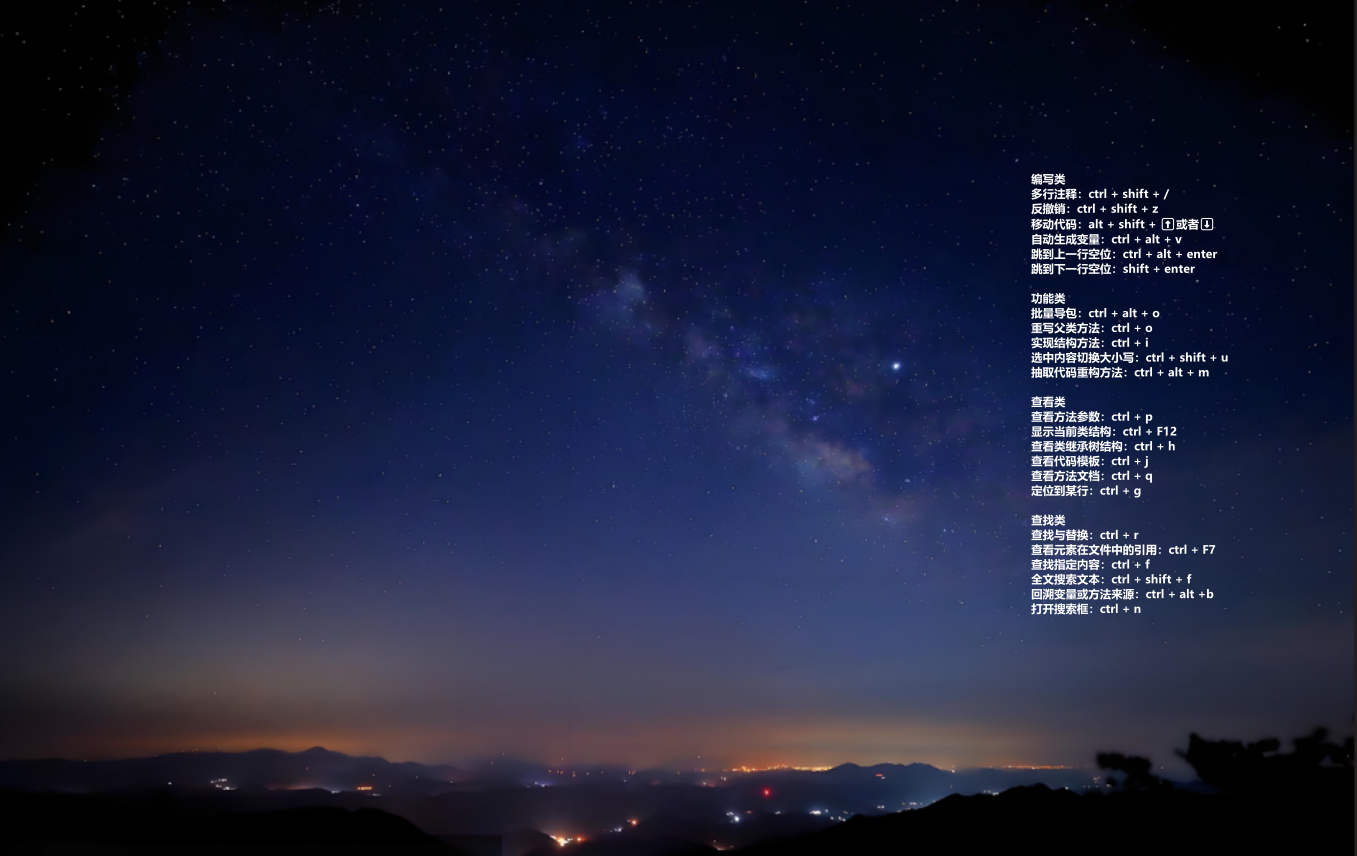 编写类
多行注释：ctrl + shift + /
反撤销：ctrl + shift + z
移动代码：alt + shift + ⬆或者⬇
自动生成变量：ctrl + alt + v
跳到上一行空位：ctrl + alt + enter
跳到下一行空位：shift + enter
功能类
批量导包：ctrl + alt + o
重写父类方法：ctrl + o
实现结构方法：ctrl + i
选中内容切换大小写：ctrl + shift + u
抽取代码重构方法：ctrl + alt + m
查看类
查看方法参数：ctrl + p
显示当前类结构：ctrl + F12
查看类继承树结构：ctrl + h
查看代码模板：ctrl + j
查看方法文档：ctrl + q
定位到某行：ctrl + g
查找类
查找与替换：ctrl + r
查看元素在文件中的引用：ctrl + F7
查找指定内容：ctrl + f
全文搜索文本：ctrl + shift + f
回溯变量或方法来源：ctrl + alt +b
打开搜索框：ctrl + n